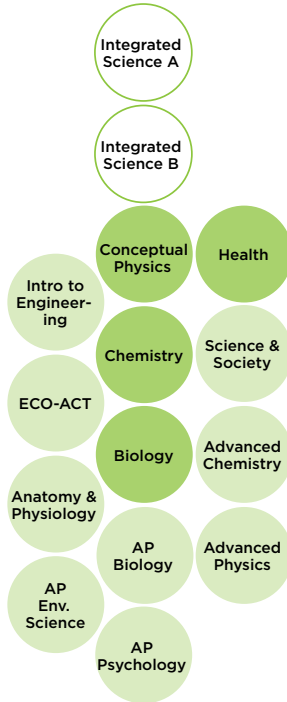 Integrated
Science A
Integrated
Science B
Conceptual
Physics
Health
Intro to
Engineer-
ing
Chemistry
Science &
Society
ECO-ACT
Biology
Advanced
Chemistry
Anatomy &
Physiology
AP
Biology
Advanced
Physics
AP
Env.
Science
AP
Psychology